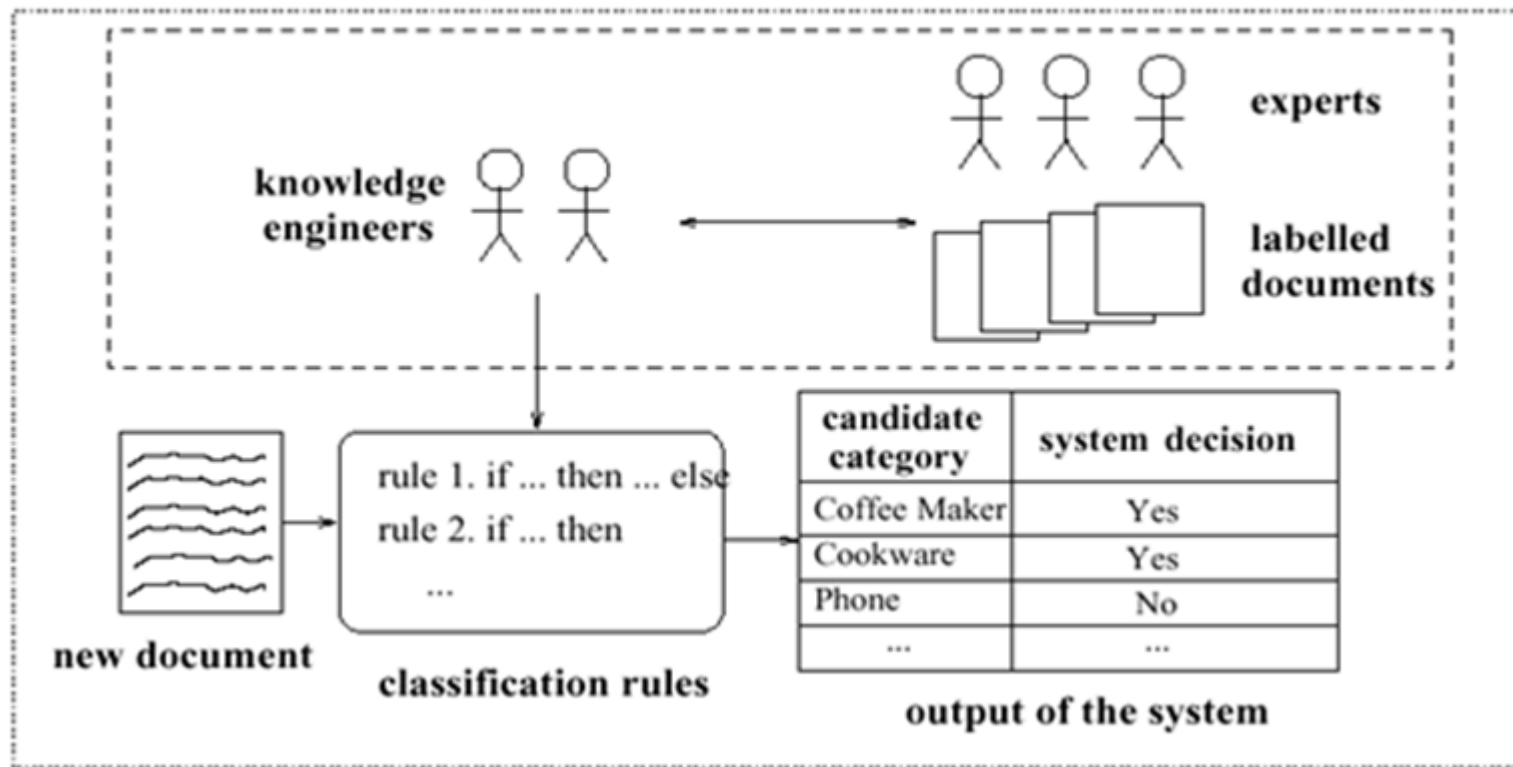 experts
knowledge
engineers
labelled
documents
candidate
category
system decision
rule 1. if ... then ... else
rule 2. if ... then
...
Coffee Maker
Yes
Cookware
Yes
Phone
No
...
...
new document
classification rules
output of the system